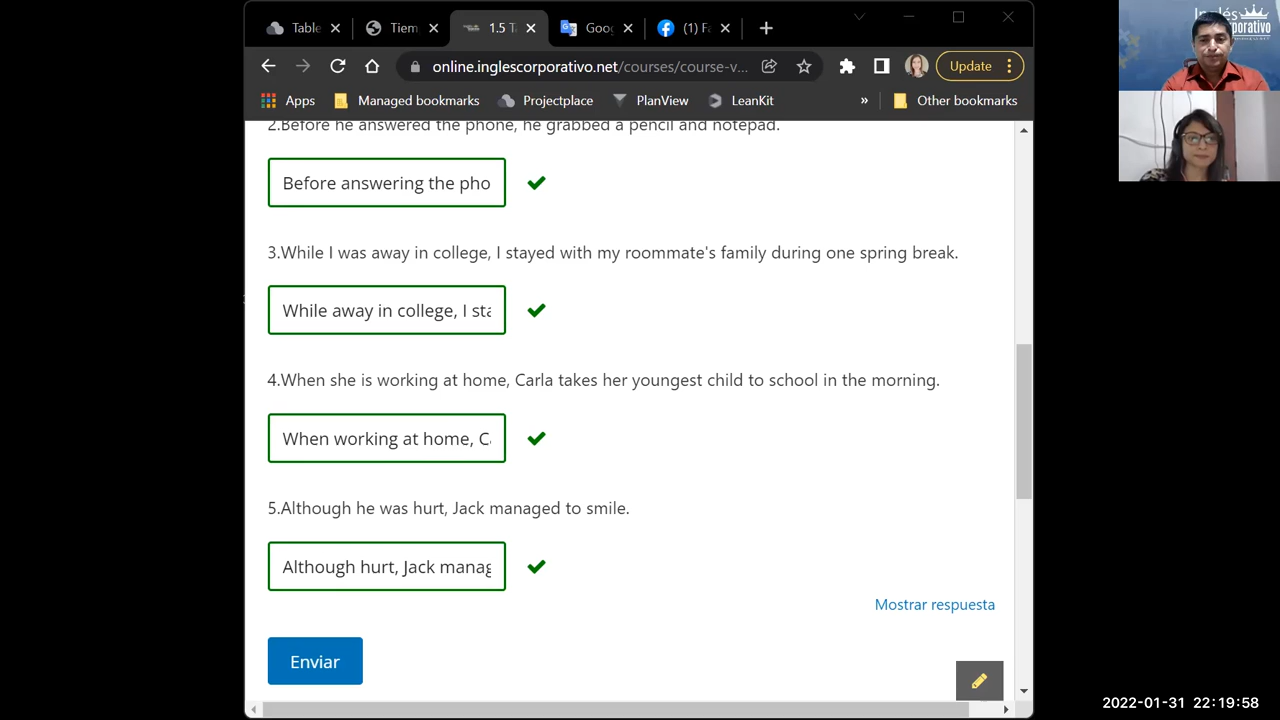 Table
Tiem
1.5 T
Goog
(1) Fa
online.inglescorporativo.net/courses/course-v...
Update
Apps
Managed bookmarks
Projectplace
PlanView
LeanKit
»
Other bookmarks
2.Before he answered the phone, he grabbed a pencil and notepad.
Before answering the pho
3.While I was away in college, I stayed with my roommate's family during one spring break.
While away in college, I sta
4.When she is working at home, Carla takes her youngest child to school in the morning.
When working at home, Ca
5.Although he was hurt, Jack managed to smile.
Although hurt, Jack manag
Mostrar respuesta
Enviar
Inglés
orporativo
2022-01-31 22:19:58